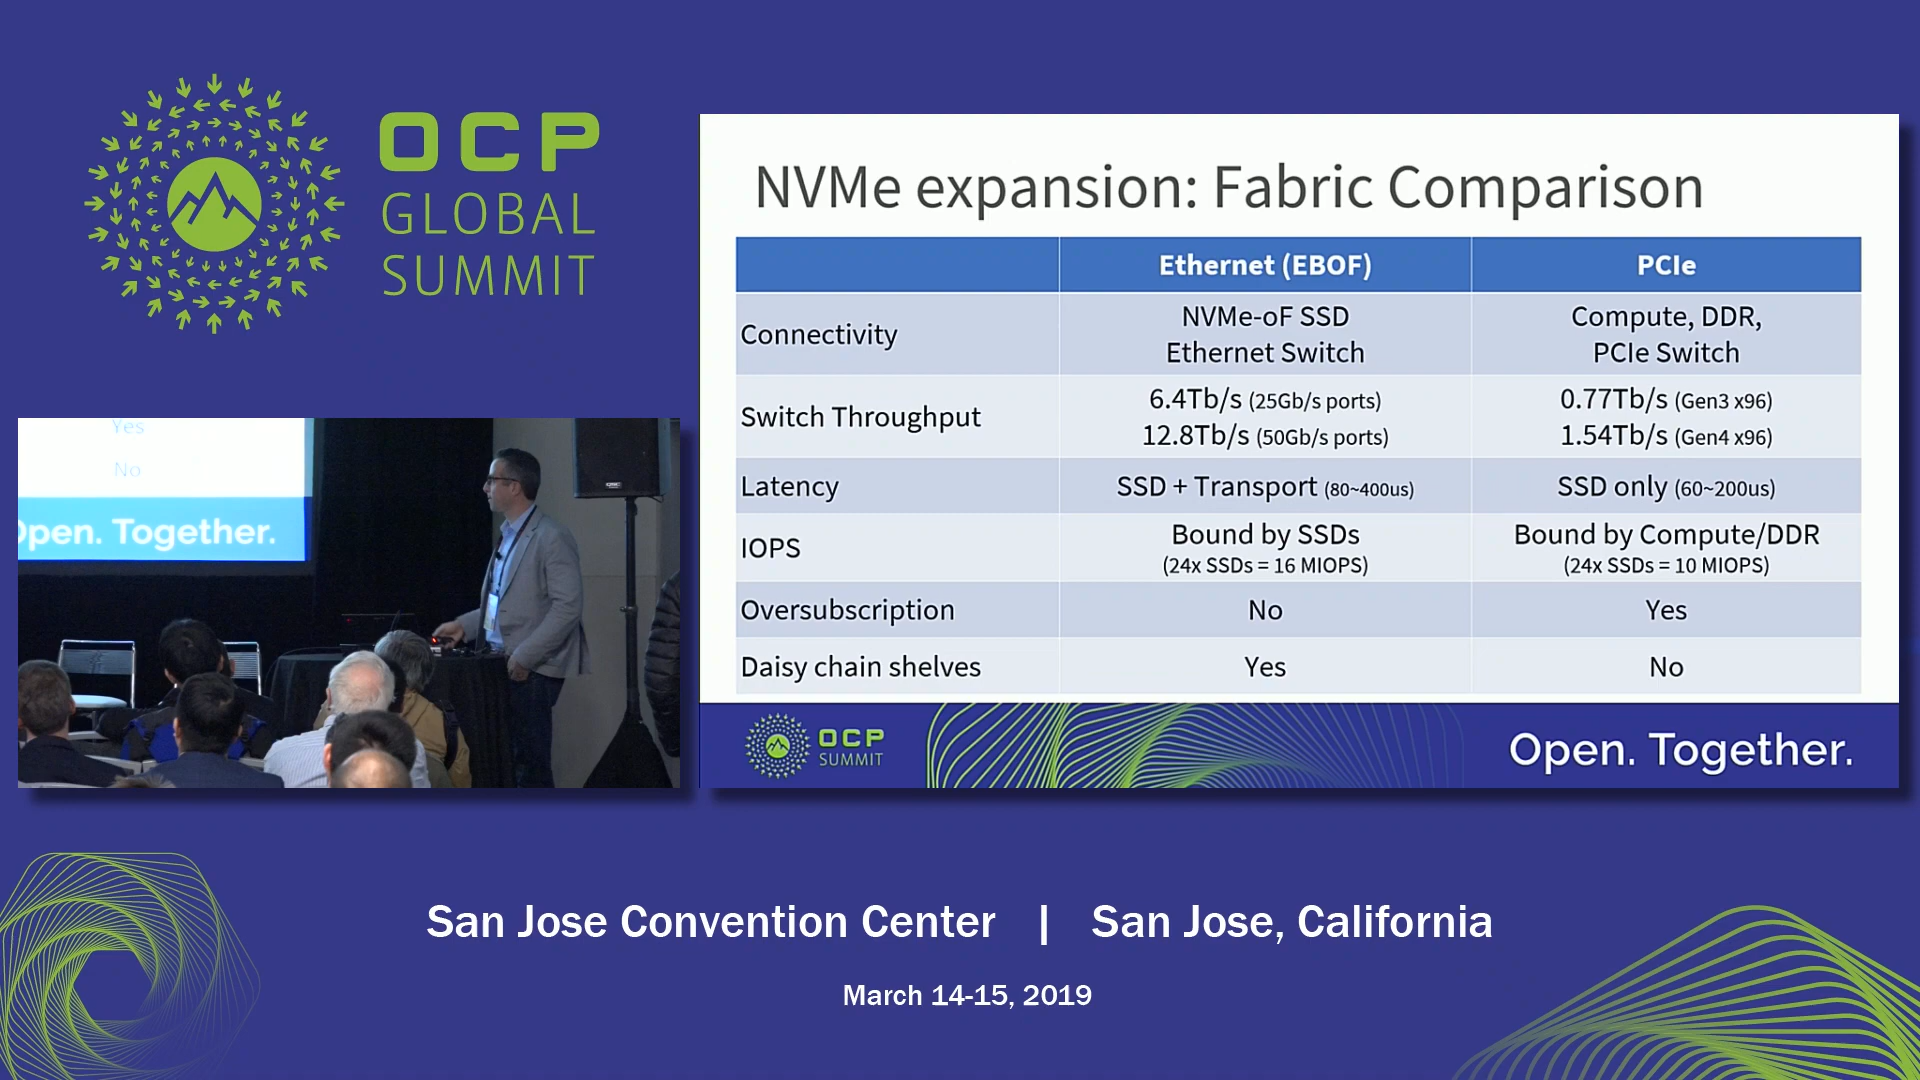 OCP
GLOBAL
SUMMIT
NVMe expansion: Fabric Comparison
Ethernet (EBOF) PCIe
Connectivity NVMe-oF SSD Ethernet Switch Compute, DDR, PCIe Switch
Switch Throughput 6.4Tb/s (25Gb/s ports) 12.8Tb/s (50Gb/s ports) 0.77Tb/s (Gen3 x96) 1.54Tb/s (Gen4 x96)
Latency SSD + Transport (80~400us) SSD only (60~200us)
IOPS Bound by SSDs (24x SSDs = 16 MIOPS) Bound by Compute/DDR (24x SSDs = 10 MIOPS)
Oversubscription No Yes
Daisy chain shelves Yes No
OCP
SUMMIT
Open. Together.
Yes
No
Open. Together.
San Jose Convention Center | San Jose, California
March 14-15, 2019